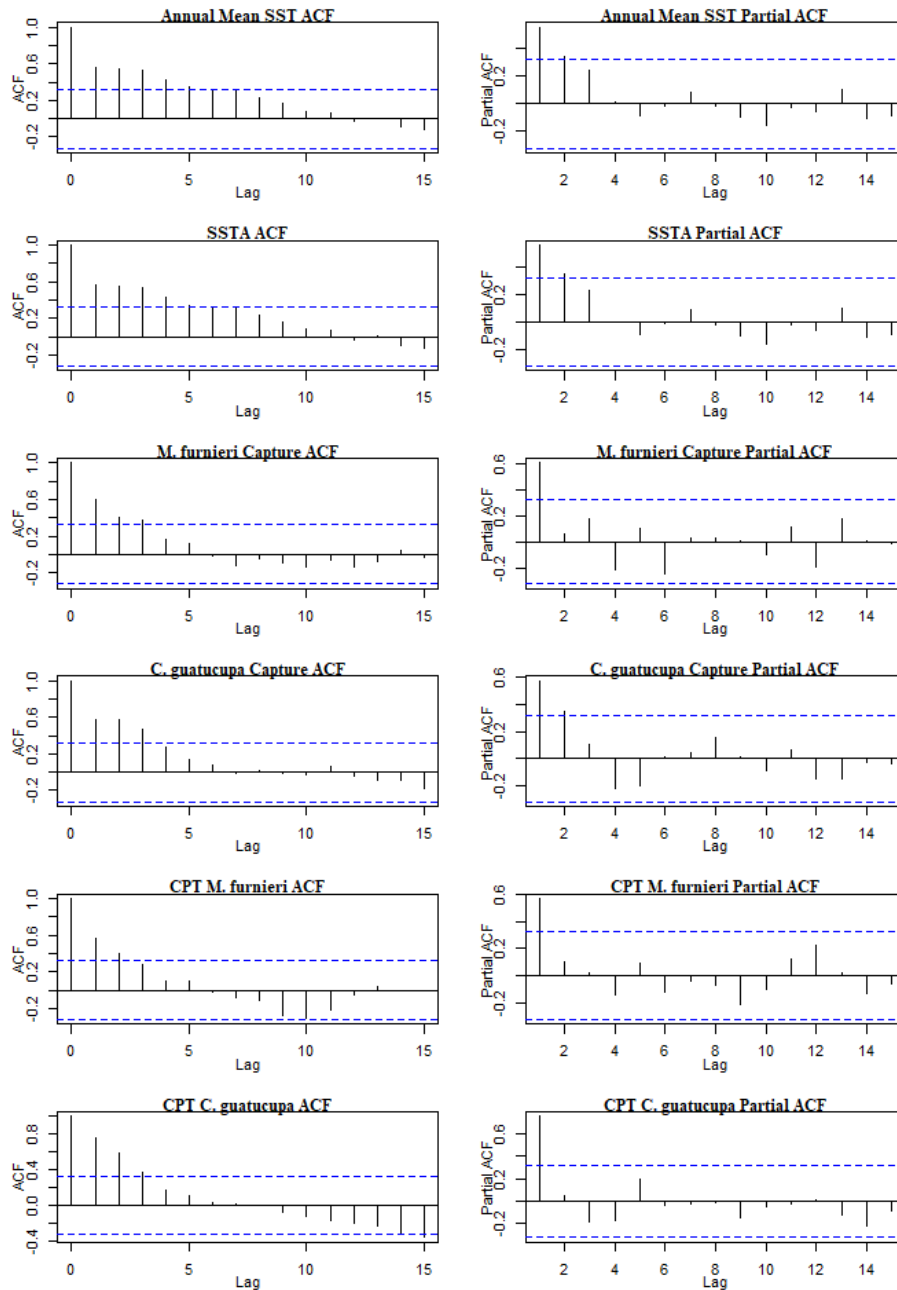 Annual Mean SST ACF
ACF
-0.2 0.2 0.6 1.0
0 5 10 15
Lag
Annual Mean SST Partial ACF
Partial ACF
-0.2 0.2
2 4 6 8 10 12 14
Lag
SSTA ACF
ACF
-0.2 0.2 0.6 1.0
0 5 10 15
Lag
SSTA Partial ACF
Partial ACF
-0.2 0.2
2 4 6 8 10 12 14
Lag
M. furnieri Capture ACF
ACF
-0.2 0.2 0.6 1.0
0 5 10 15
Lag
M. furnieri Capture Partial ACF
Partial ACF
-0.2 0.2 0.6
2 4 6 8 10 12 14
Lag
C. guatucupa Capture ACF
ACF
-0.2 0.2 0.6 1.0
0 5 10 15
Lag
C. guatucupa Capture Partial ACF
Partial ACF
-0.2 0.2 0.6
2 4 6 8 10 12 14
Lag
CPT M. furnieri ACF
ACF
-0.2 0.2 0.6 1.0
0 5 10 15
Lag
CPT M. furnieri Partial ACF
Partial ACF
-0.2 0.2 0.6
2 4 6 8 10 12 14
Lag
CPT C. guatucupa ACF
ACF
-0.4 0.0 0.4 0.8
0 5 10 15
Lag
CPT C. guatucupa Partial ACF
Partial ACF
-0.2 0.2 0.6
2 4 6 8 10 12 14
Lag